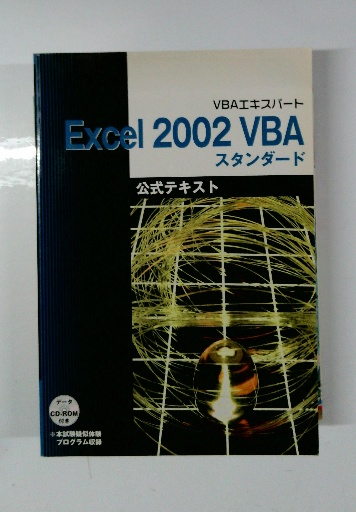 VBAエキスパート
Excel 2002 VBA
スタンダード
公式テキスト
データ
CD-ROM
付き
※本試験疑似体験
プログラム収録